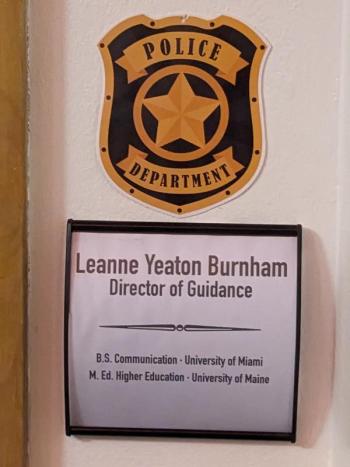 POLICE
DEPARTMENT
Leanne Yeaton Burnham
Director of Guidance
B.S. Communication · University of Miami
M. Ed. Higher Education · University of Maine